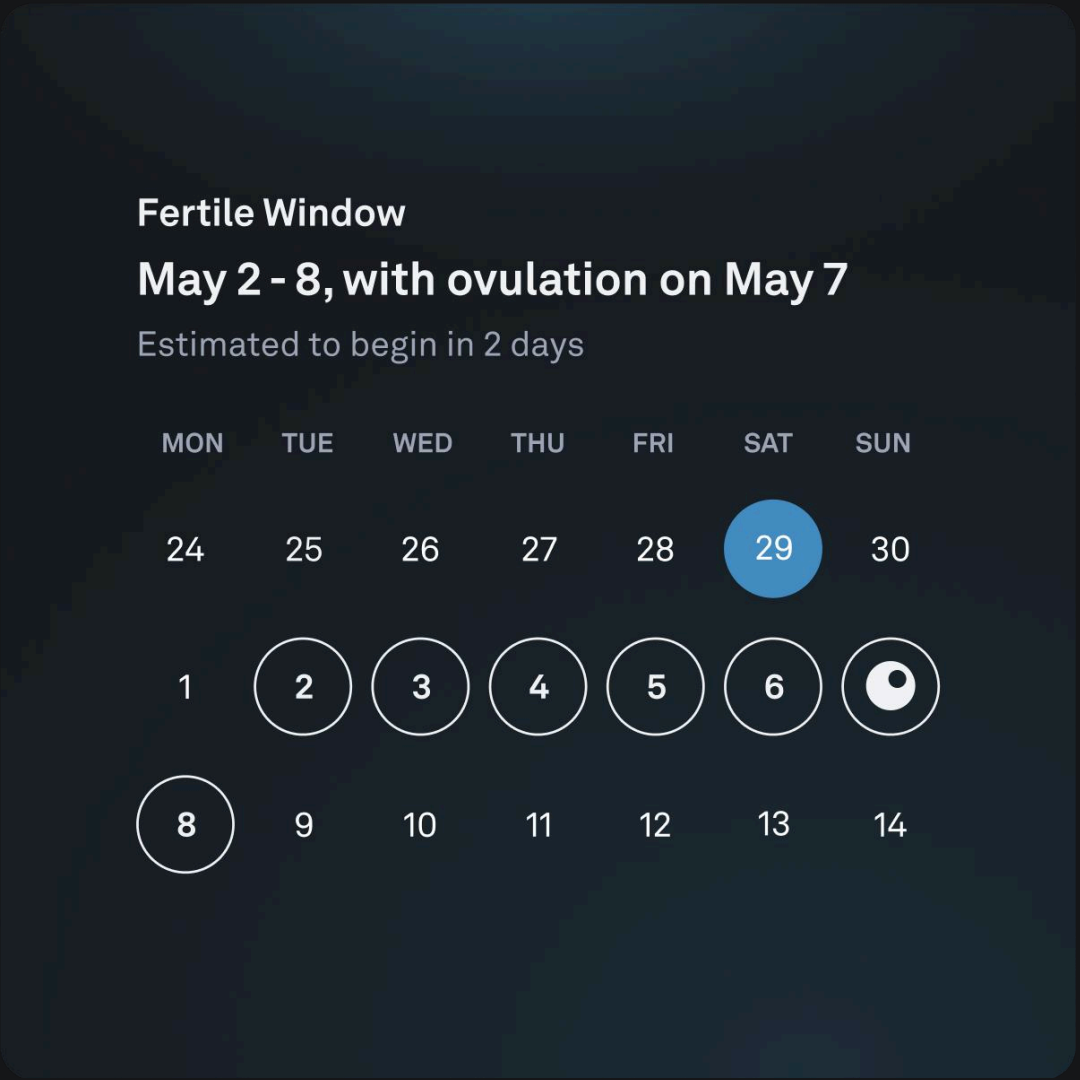 Fertile Window
May 2 - 8, with ovulation on May 7
Estimated to begin in 2 days
MON TUE WED THU FRI SAT SUN
24 25 26 27 28 29 30
1 2 3 4 5 6
8 9 10 11 12 13 14